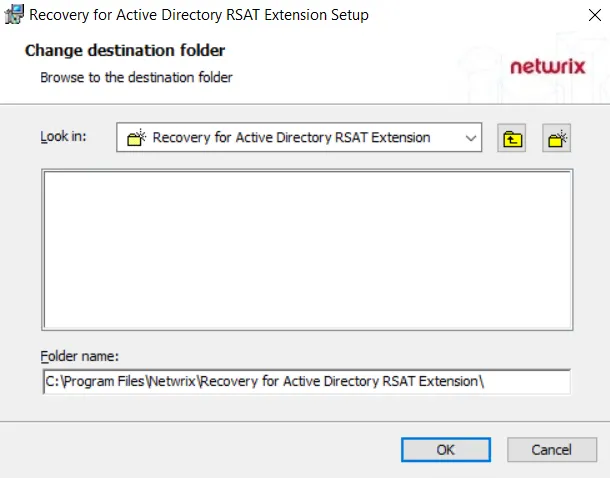 Recovery for Active Directory RSAT Extension Setup
Change destination folder
Browse to the destination folder
netwrix
Look in:
Recovery for Active Directory RSAT Extension
Folder name:
C:\Program Files\Netwrix\Recovery for Active Directory RSAT Extension\
OK
Cancel